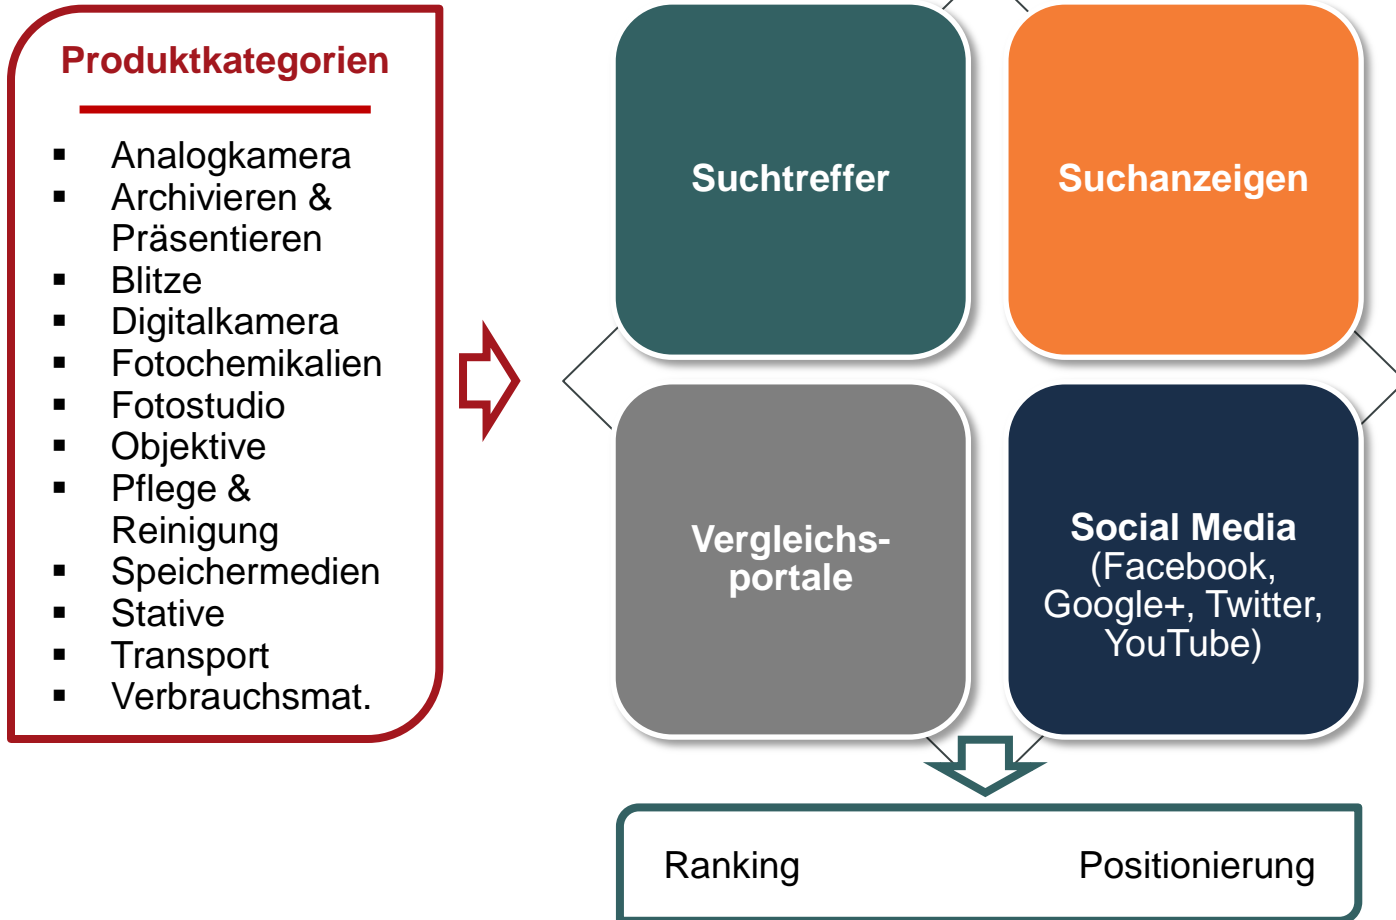 Produktkategorien
▪ Analogkamera
▪ Archivieren &
Präsentieren
▪ Blitze
▪ Digitalkamera
▪ Fotochemikalien
▪ Fotostudio
▪ Objektive
▪ Pflege &
Reinigung
▪ Speichermedien
▪ Stative
▪ Transport
▪ Verbrauchsmat.
Suchtreffer
Suchanzeigen
Vergleichs-
portale
Social Media
(Facebook,
Google+, Twitter,
YouTube)
Ranking
Positionierung